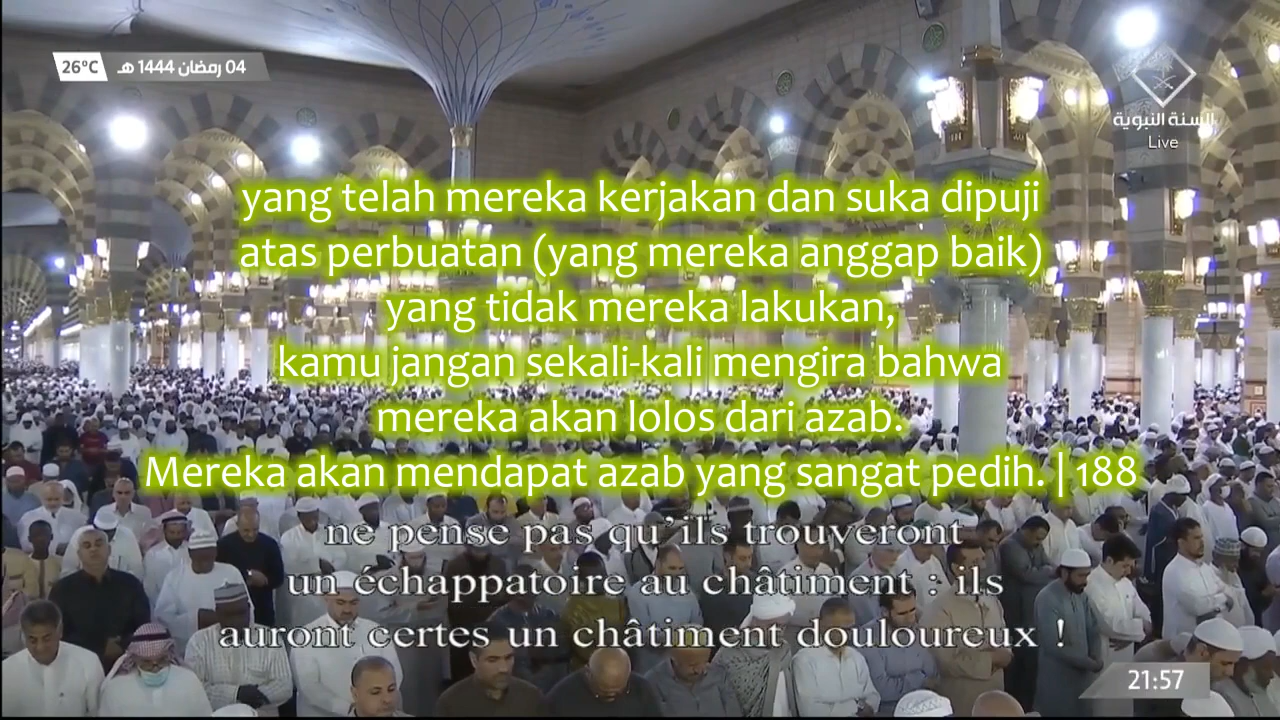 26°C 04 رمضان 1444 هـ
السنة النبوية
Live
yang telah mereka kerjakan dan suka dipuji
atas perbuatan (yang mereka anggap baik)
yang tidak mereka lakukan,
kamu jangan sekali-kali mengira bahwa
mereka akan lolos dari azab.
Mereka akan mendapat azab yang sangat pedih. | 188
ne pense pas qu'ils trouveront
un échappatoire au châtiment : ils
auront certes un châtiment douloureux !
21:57